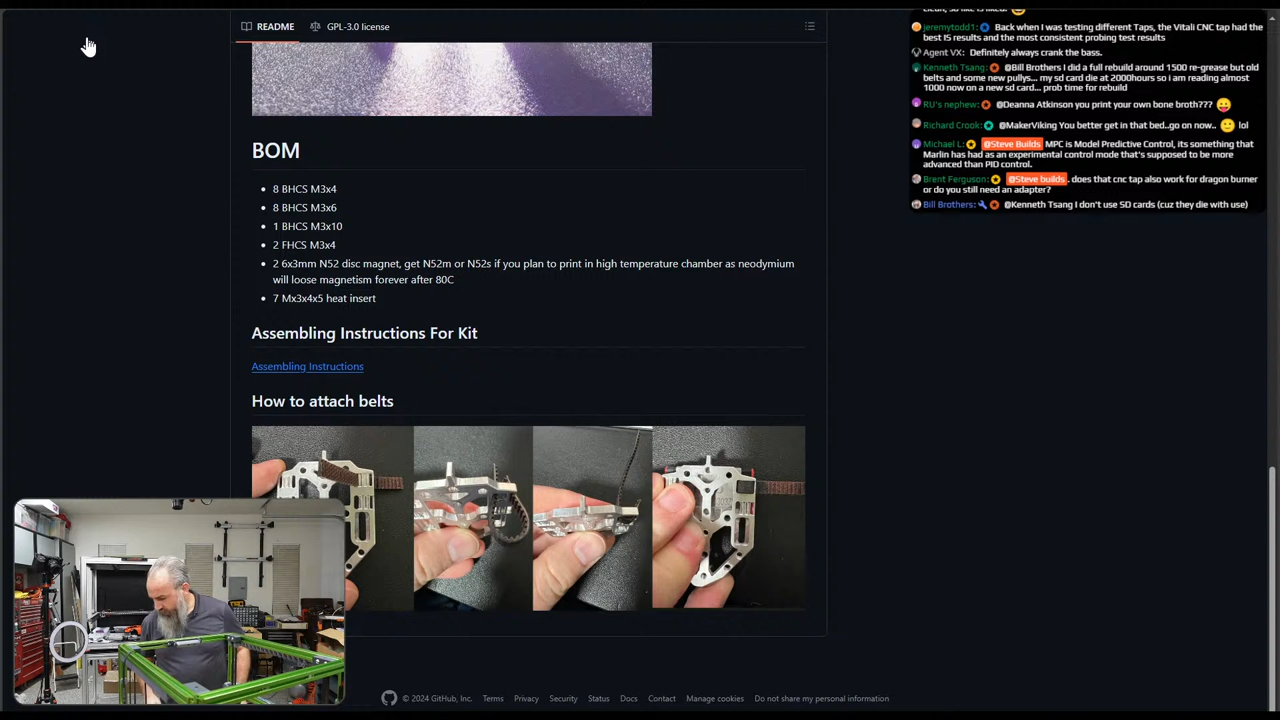 README
GPL-3.0 license
BOM
8 BHCS M3x4
8 BHCS M3x6
1 BHCS M3x10
2 FHCS M3x4
2 6x3mm N52 disc magnet, get N52m or N52s if you plan to print in high temperature chamber as neodymium
will loose magnetism forever after 80C
7 Mx3x4x5 heat insert
Assembling Instructions For Kit
Assembling Instructions
How to attach belts
© 2024 GitHub, Inc. Terms Privacy Security Status Docs Contact Manage cookies Do not share my personal information
jeremytodd1: Back when I was testing different Taps, the Vitali CNC tap had the
best IS results and the most consistent probing test results
Agent VX: Definitely always crank the bass.
Kenneth Tsang: @Bill Brothers I did a full rebuild around 1500 re-grease but old
belts and some new pullys... my sd card die at 2000hours so i am reading almost
1000 now on a new sd card... prob time for rebuild
RU's nephew: @Deanna Atkinson you print your own bone broth???
Richard Crook: @MakerViking You better get in that bed..go on now.. lol
Michael L: @Steve Builds MPC is Model Predictive Control, its something that
Marlin has had as an experimental control mode that's supposed to be more
advanced than PID control.
Brent Ferguson: @Steve builds . does that cnc tap also work for dragon burner
or do you still need an adapter?
Bill Brothers: @Kenneth Tsang I don't use SD cards (cuz they die with use)